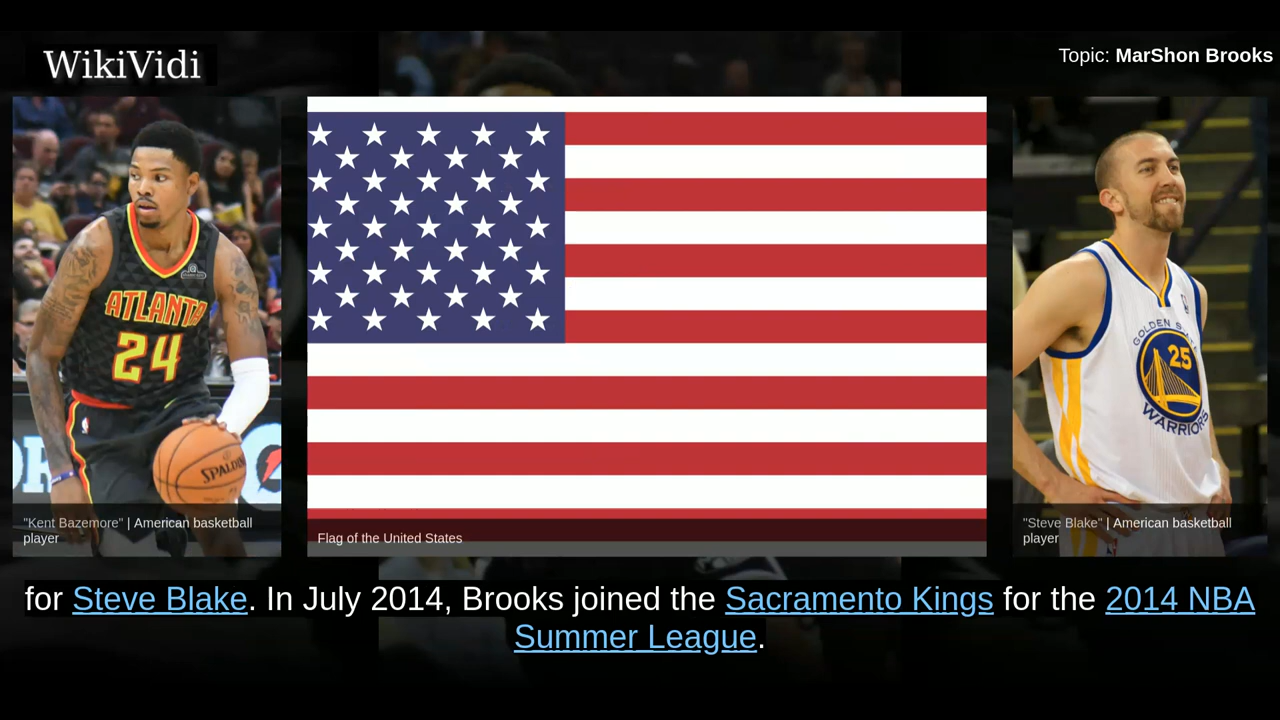 WikiVidi
Topic: MarShon Brooks
ATLANTA
24
SPALDING
GOLDEN STATE
25
WARRIORS
"Kent Bazemore" | American basketball
player
Flag of the United States
"Steve Blake" | American basketball
player
for Steve Blake. In July 2014, Brooks joined the Sacramento Kings for the 2014 NBA
Summer League.